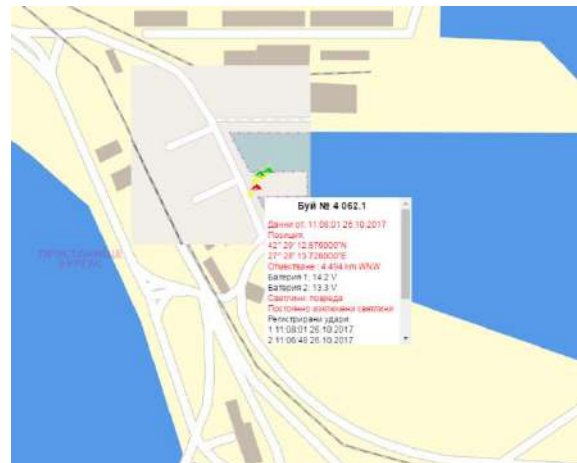 Буй № 4 062.1
Данни от: 11:08:01 26.10.2017
Позиция:
42° 29' 12.876000"N
27° 28' 13.726000"E
Отместване : 4.494 km WNW
Батерия 1: 14.2 V
Батерия 2: 13.3 V
Светлини: повреда
Постоянно изключени светлини
Регистрирани удари:
1 11:08:01 26.10.2017
2 11:06:48 26.10.2017
ПРИСТАНИЩЕ
БУРГАС